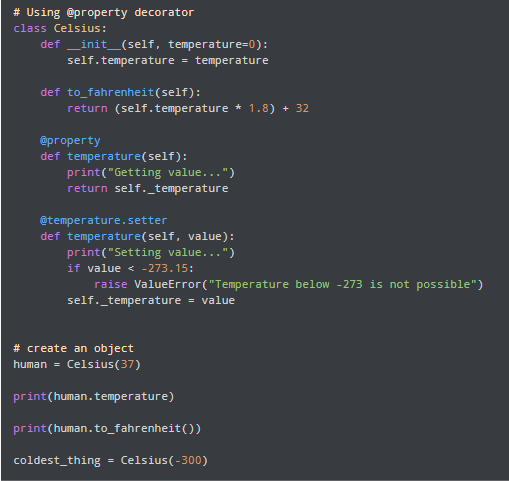 # Using @property decorator
class Celsius:
    def __init__(self, temperature=0):
        self.temperature = temperature

    def to_fahrenheit(self):
        return (self.temperature * 1.8) + 32

    @property
    def temperature(self):
        print("Getting value...")
        return self._temperature

    @temperature.setter
    def temperature(self, value):
        print("Setting value...")
        if value < -273.15:
            raise ValueError("Temperature below -273 is not possible")
        self._temperature = value


# create an object
human = Celsius(37)

print(human.temperature)

print(human.to_fahrenheit())

coldest_thing = Celsius(-300)